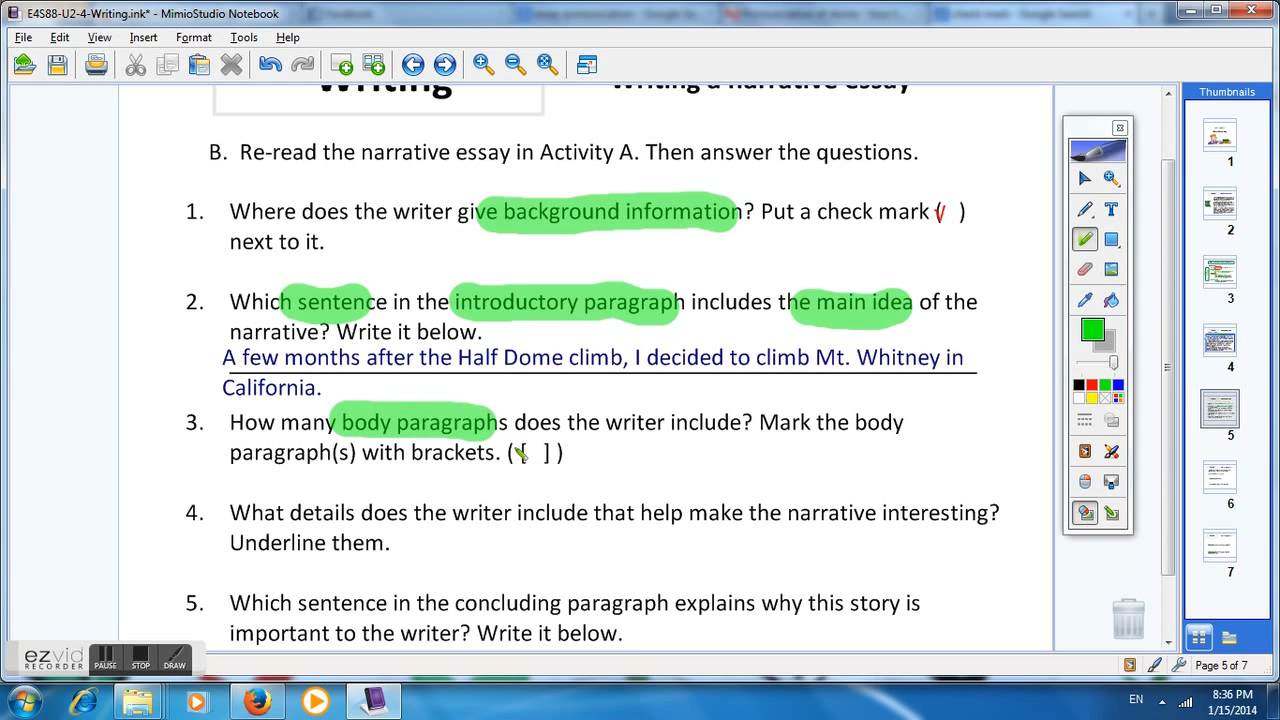 E4S88-U2-4-Writing.ink* - MimioStudio Notebook
File Edit View Insert Format Tools Help
Writing
Writing a narrative essay
B. Re-read the narrative essay in Activity A. Then answer the questions.
1. Where does the writer give background information? Put a check mark (√ )
next to it.
2. Which sentence in the introductory paragraph includes the main idea of the
narrative? Write it below.
A few months after the Half Dome climb, I decided to climb Mt. Whitney in
California.
3. How many body paragraphs does the writer include? Mark the body
paragraph(s) with brackets. ( [ ] )
4. What details does the writer include that help make the narrative interesting?
Underline them.
5. Which sentence in the concluding paragraph explains why this story is
important to the writer? Write it below.
Thumbnails
1
2
3
4
5
6
7
ezvid
RECORDER
PAUSE STOP DRAW
Page 5 of 7
EN
8:36 PM
1/15/2014